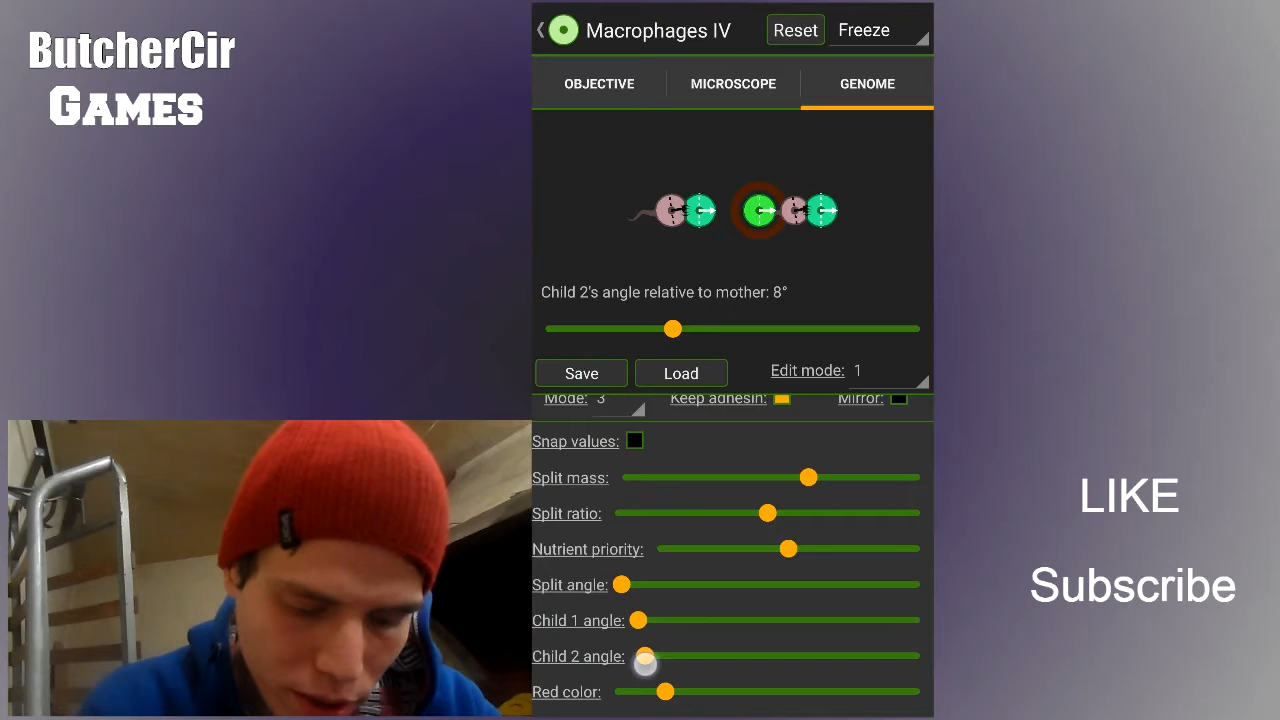 ButcherCir
GAMES
Macrophages IV
Reset
Freeze
OBJECTIVE
MICROSCOPE
GENOME
Child 2's angle relative to mother: 8°
Save
Load
Edit mode: 1
Mode: 3
Keep adhesin:
Mirror:
Snap values:
Split mass:
Split ratio:
Nutrient priority:
Split angle:
Child 1 angle:
Child 2 angle:
Red color:
LIKE
Subscribe